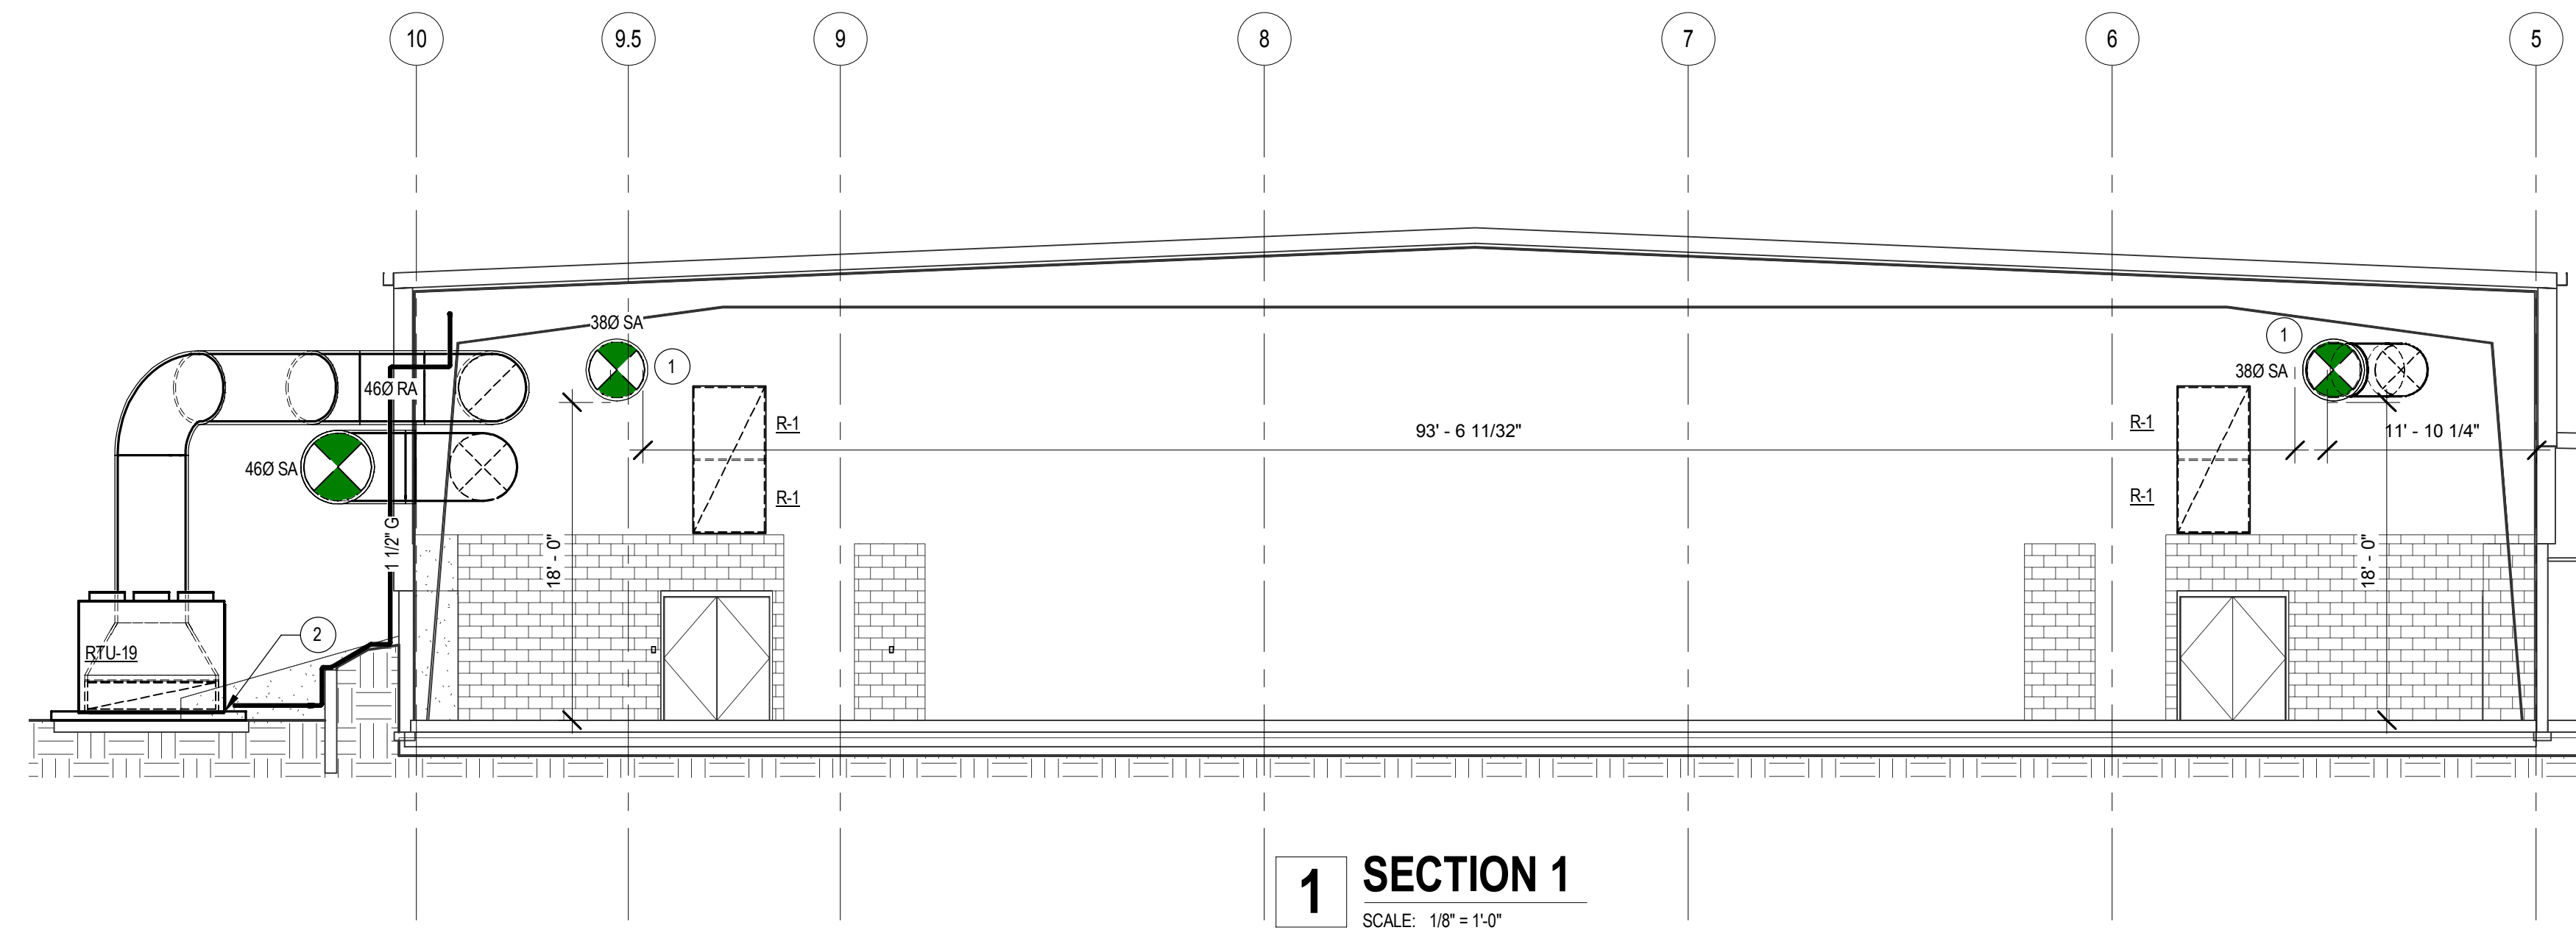 10
9.5
9
8
7
6
5
38Ø SA
1
1
38Ø SA
46Ø RA
R-1
R-1
93' - 6 11/32"
11' - 10 1/4"
46Ø SA
R-1
R-1
1 1/2" G
18' - 0"
18' - 0"
2
RTU-19
1
SECTION 1
SCALE: 1/8" = 1'-0"